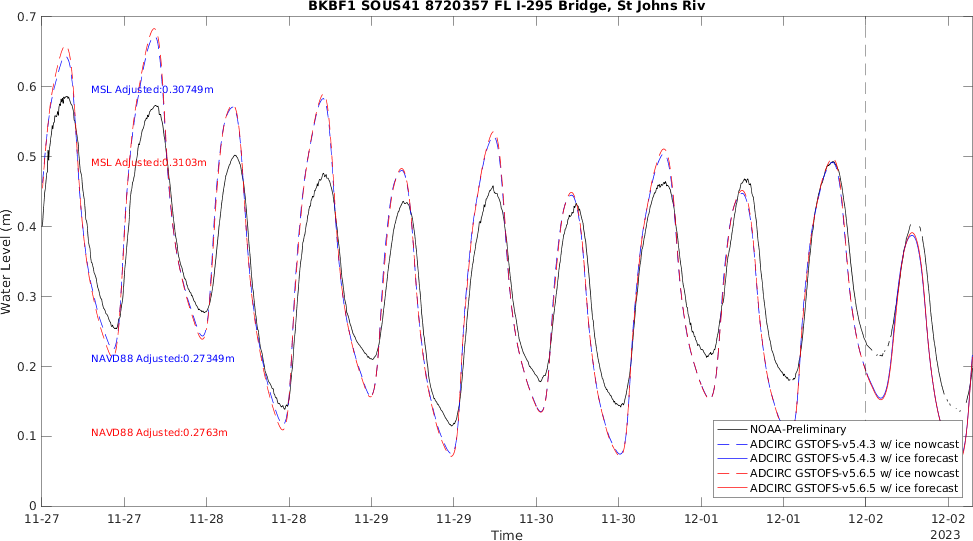 BKBF1 SOUS41 8720357 FL I-295 Bridge, St Johns Riv
0.7
0.6
0.5
0.4
0.3
0.2
0.1
0
Water Level (m)
MSL Adjusted:0.30749m
MSL Adjusted:0.3103m
NAVD88 Adjusted:0.27349m
NAVD88 Adjusted:0.2763m
NOAA-Preliminary
ADCIRC GSTOFS-v5.4.3 w/ ice nowcast
ADCIRC GSTOFS-v5.4.3 w/ ice forecast
ADCIRC GSTOFS-v5.6.5 w/ ice nowcast
ADCIRC GSTOFS-v5.6.5 w/ ice forecast
11-27 11-27 11-28 11-28 11-29 11-29 11-30 11-30 12-01 12-01 12-02 12-02
Time
2023